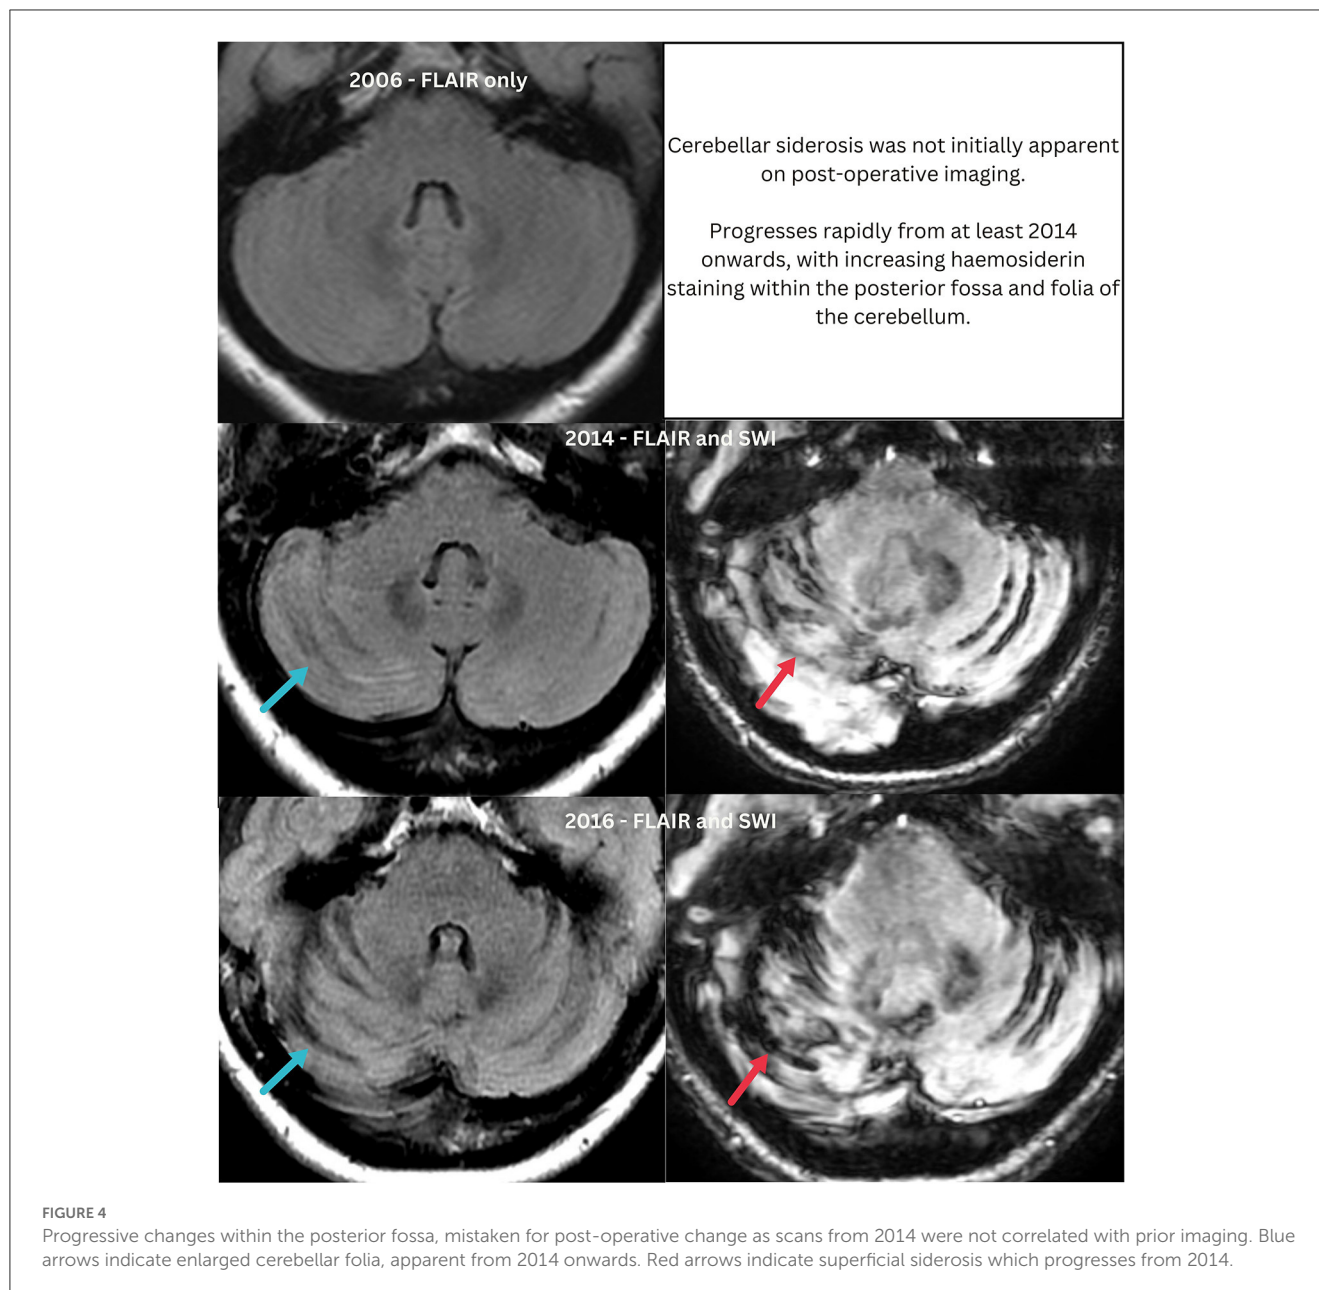 2006 - FLAIR only
Cerebellar siderosis was not initially apparent
on post-operative imaging.
Progresses rapidly from at least 2014
onwards, with increasing haemosiderin
staining within the posterior fossa and folia of
the cerebellum.
2014 - FLAIR and SWI
2016 - FLAIR and SWI
FIGURE 4
Progressive changes within the posterior fossa, mistaken for post-operative change as scans from 2014 were not correlated with prior imaging. Blue
arrows indicate enlarged cerebellar folia, apparent from 2014 onwards. Red arrows indicate superficial siderosis which progresses from 2014.